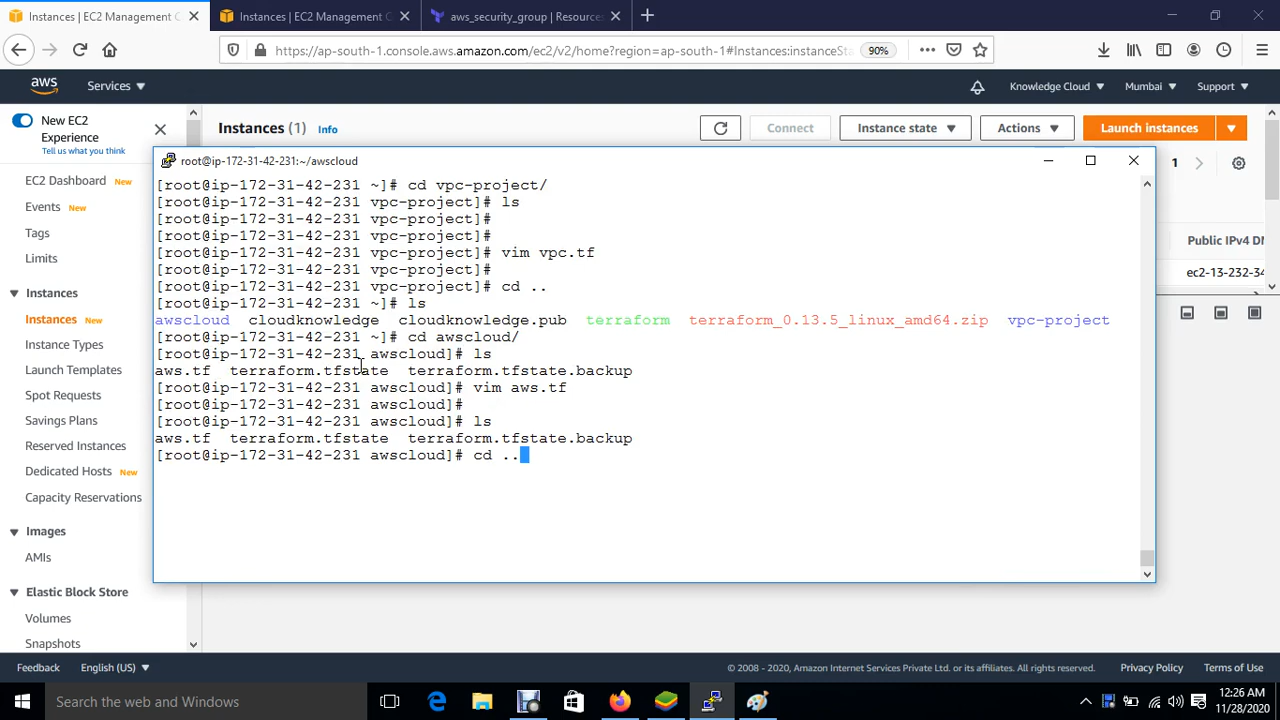 Instances | EC2 Management C
Instances | EC2 Management C
aws_security_group | Resources
https://ap-south-1.console.aws.amazon.com/ec2/v2/home?region=ap-south-1#Instances:instanceSta
90%
aws
Services
Knowledge Cloud
Mumbai
Support
New EC2
Experience
Tell us what you think
EC2 Dashboard New
Events New
Tags
Limits
Instances
Instances New
Instance Types
Launch Templates
Spot Requests
Savings Plans
Reserved Instances
Dedicated Hosts New
Capacity Reservations
Images
AMIs
Elastic Block Store
Volumes
Snapshots
Instances (1) Info
Connect
Instance state
Actions
Launch instances
1
Public IPv4 D
ec2-13-232-34
root@ip-172-31-42-231:~/awscloud
[root@ip-172-31-42-231 ~]# cd vpc-project/
[root@ip-172-31-42-231 vpc-project]# ls
[root@ip-172-31-42-231 vpc-project]#
[root@ip-172-31-42-231 vpc-project]#
[root@ip-172-31-42-231 vpc-project]# vim vpc.tf
[root@ip-172-31-42-231 vpc-project]#
[root@ip-172-31-42-231 vpc-project]# cd ..
[root@ip-172-31-42-231 ~]# ls
awscloud cloudknowledge cloudknowledge.pub terraform terraform_0.13.5_linux_amd64.zip vpc-project
[root@ip-172-31-42-231 ~]# cd awscloud/
[root@ip-172-31-42-231 awscloud]# ls
aws.tf terraform.tfstate terraform.tfstate.backup
[root@ip-172-31-42-231 awscloud]# vim aws.tf
[root@ip-172-31-42-231 awscloud]#
[root@ip-172-31-42-231 awscloud]# ls
aws.tf terraform.tfstate terraform.tfstate.backup
[root@ip-172-31-42-231 awscloud]# cd ..
Feedback
English (US)
© 2008 - 2020, Amazon Internet Services Private Ltd. or its affiliates. All rights reserved.
Privacy Policy
Terms of Use
Search the web and Windows
12:26 AM
11/28/2020